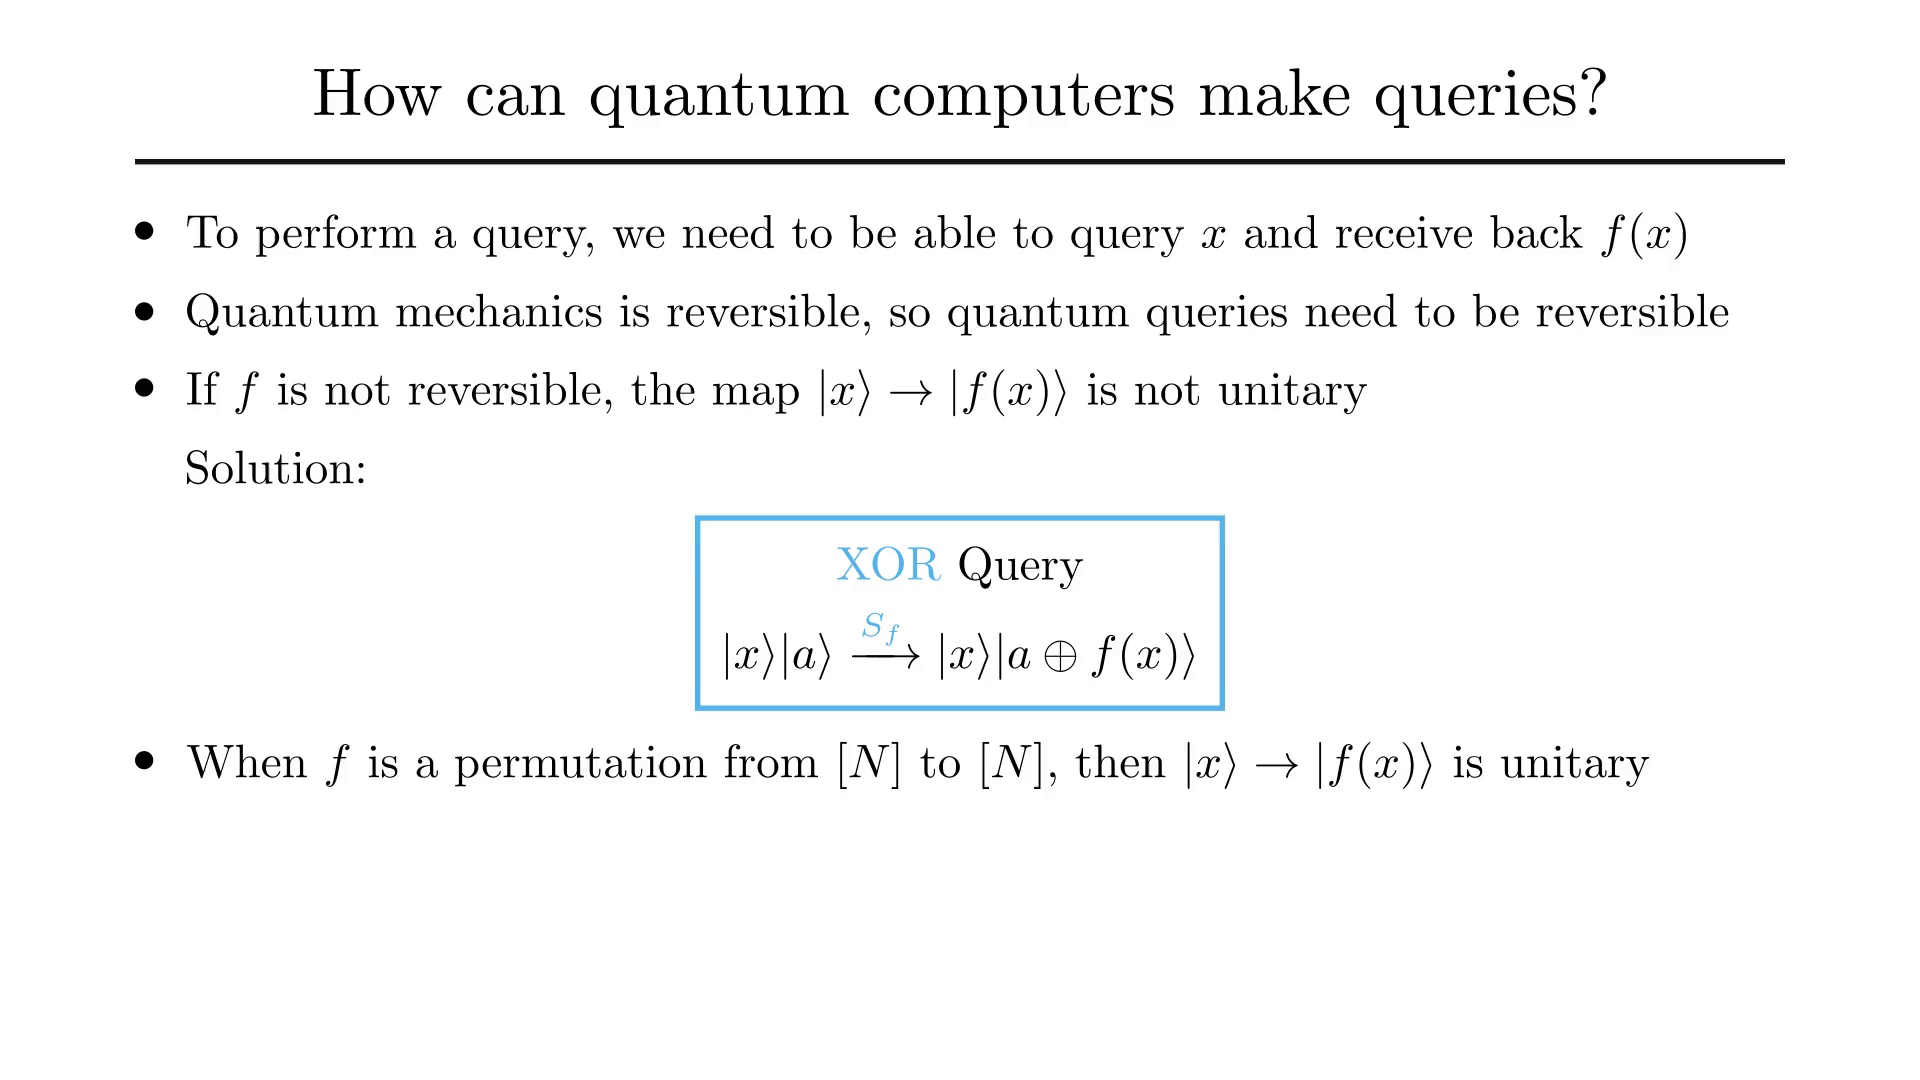 How can quantum computers make queries?
• To perform a query, we need to be able to query x and receive back f(x)
• Quantum mechanics is reversible, so quantum queries need to be reversible
• If f is not reversible, the map |x⟩ → |f(x)⟩ is not unitary
Solution:
XOR Query
|x⟩|a⟩ —S_f→ |x⟩|a ⊕ f(x)⟩
• When f is a permutation from [N] to [N], then |x⟩ → |f(x)⟩ is unitary